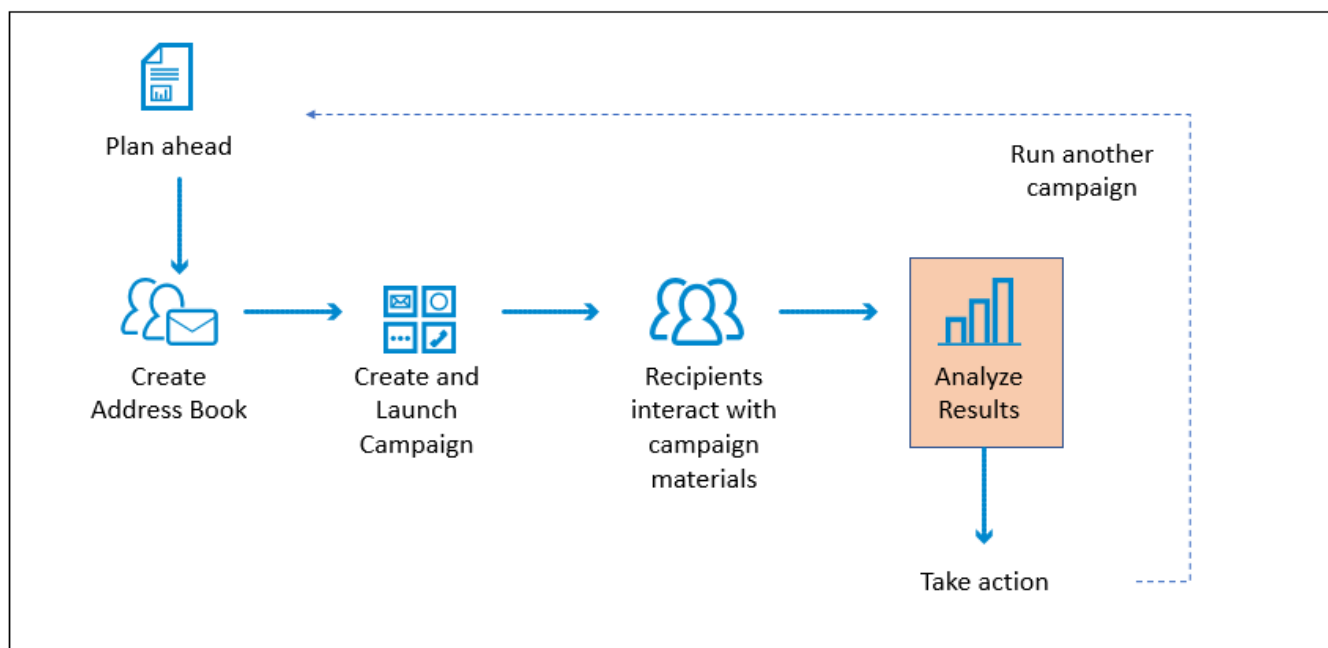 Plan ahead
Run another
campaign
Create
Address Book
Create and
Launch
Campaign
Recipients
interact with
campaign
materials
Analyze
Results
Take action